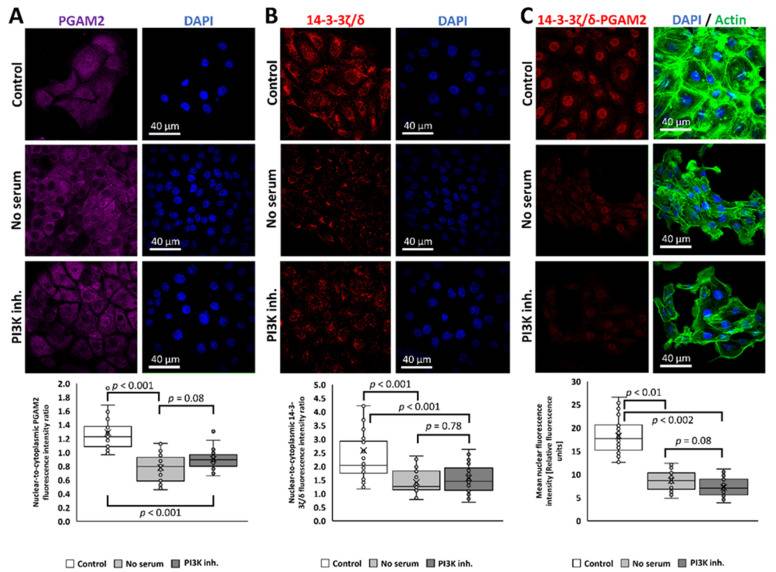 A PGAM2 DAPI
Control
40 μm
No serum
40 μm
PI3K inh.
40 μm
B 14-3-3ζ/δ DAPI
Control
40 μm
No serum
40 μm
PI3K inh.
40 μm
C 14-3-3ζ/δ-PGAM2 DAPI / Actin
Control
40 μm
No serum
40 μm
PI3K inh.
40 μm
Nuclear-to-cytoplasmic PGAM2
fluorescence intensity ratio
2.0
1.8
1.6
1.4
1.2
1.0
0.8
0.6
0.4
0.2
0.0
p < 0.001
p = 0.08
p < 0.001
Control No serum PI3K inh.
Nuclear-to-cytoplasmic 14-3-
3ζ/δ fluorescence intensity ratio
5.0
4.5
4.0
3.5
3.0
2.5
2.0
1.5
1.0
0.5
0.0
p < 0.001
p < 0.001
p = 0.78
Control No serum PI3K inh.
Mean nuclear fluorescence
intensity [Relative fluorescence
units]
30
25
20
15
10
5
0
p < 0.01
p < 0.002
p = 0.08
Control No serum PI3K inh.